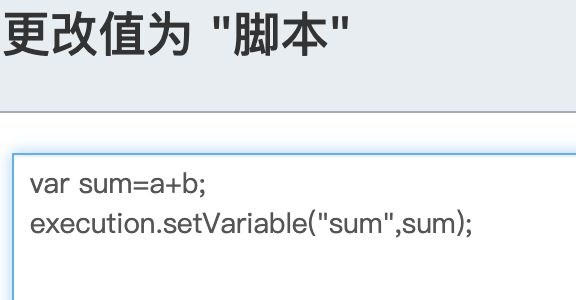 更改值为 "脚本"
var sum=a+b;
execution.setVariable("sum",sum);